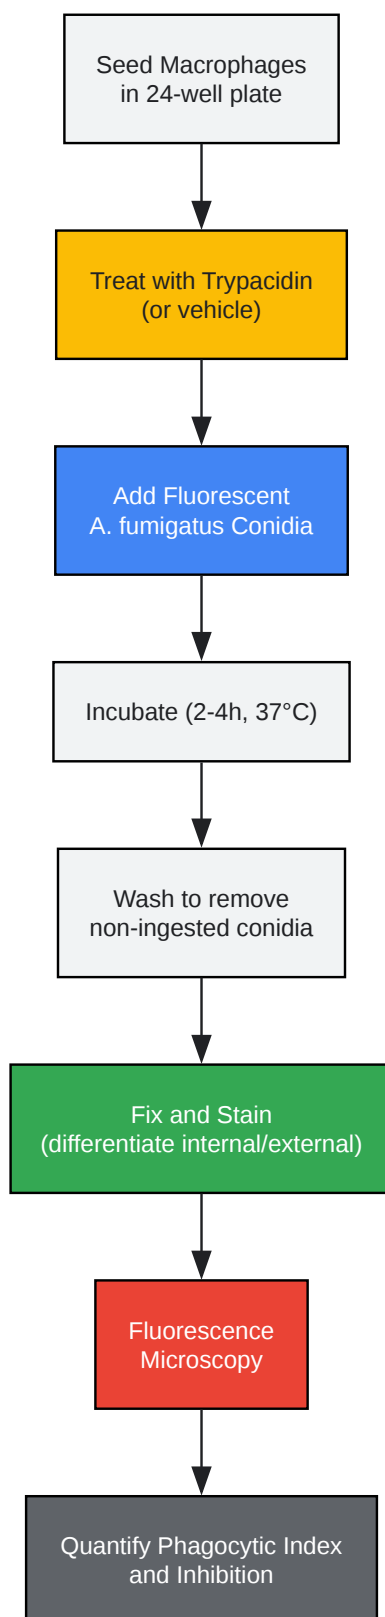 Seed Macrophages
in 24-well plate
Treat with Trypacidin
(or vehicle)
Add Fluorescent
A. fumigatus Conidia
Incubate (2-4h, 37°C)
Wash to remove
non-ingested conidia
Fix and Stain
(differentiate internal/external)
Fluorescence
Microscopy
Quantify Phagocytic Index
and Inhibition